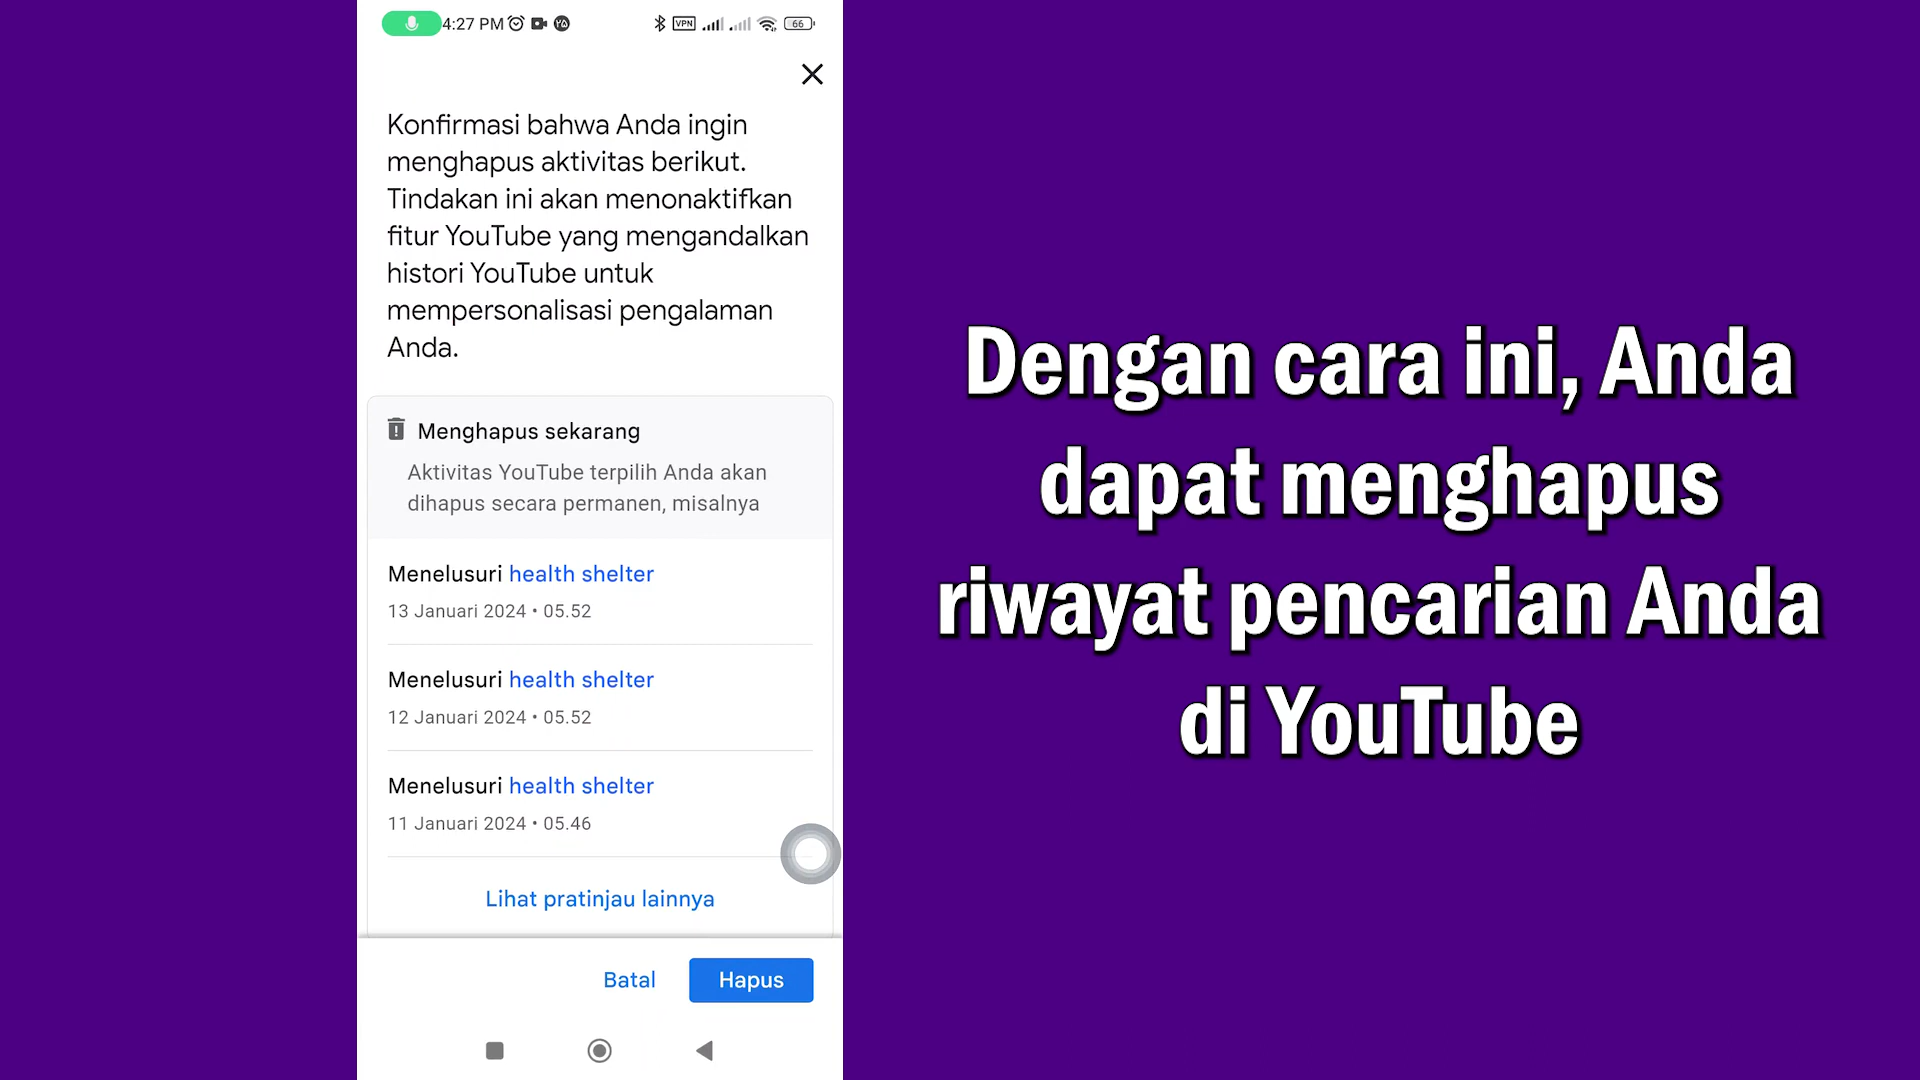 4:27 PM
VPN
66
Konfirmasi bahwa Anda ingin
menghapus aktivitas berikut.
Tindakan ini akan menonaktifkan
fitur YouTube yang mengandalkan
histori YouTube untuk
mempersonalisasi pengalaman
Anda.
Menghapus sekarang
Aktivitas YouTube terpilih Anda akan
dihapus secara permanen, misalnya
Menelusuri health shelter
13 Januari 2024 • 05.52
Menelusuri health shelter
12 Januari 2024 • 05.52
Menelusuri health shelter
11 Januari 2024 • 05.46
Lihat pratinjau lainnya
Batal
Hapus
Dengan cara ini, Anda
dapat menghapus
riwayat pencarian Anda
di YouTube